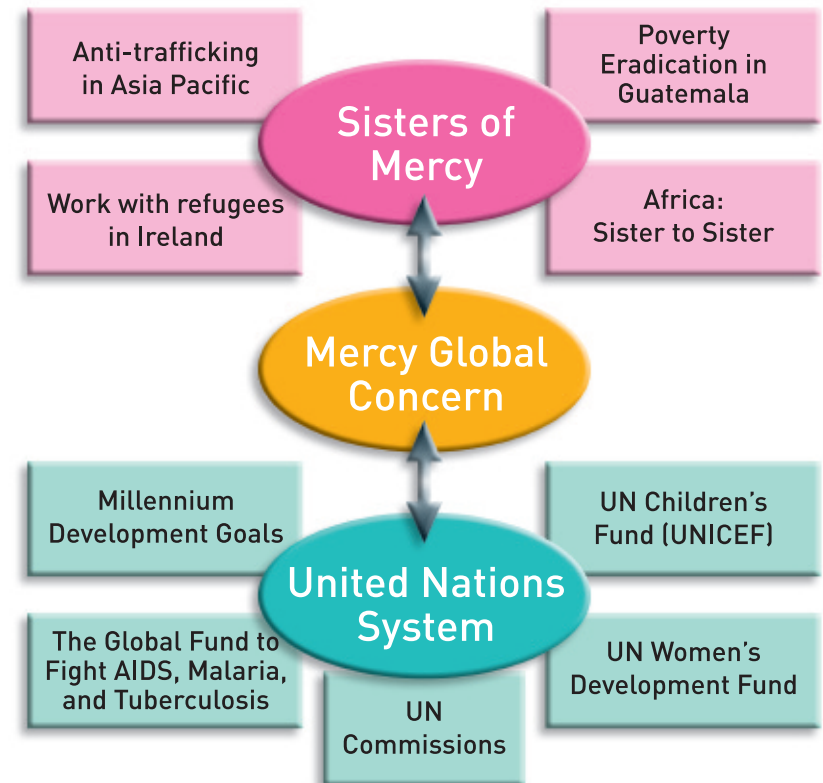 Anti-trafficking
in Asia Pacific
Poverty
Eradication in
Guatemala
Sisters of
Mercy
Work with refugees
in Ireland
Africa:
Sister to Sister
Mercy Global
Concern
Millennium
Development Goals
UN Children's
Fund (UNICEF)
United Nations
System
The Global Fund to
Fight AIDS, Malaria,
and Tuberculosis
UN Women's
Development Fund
UN
Commissions